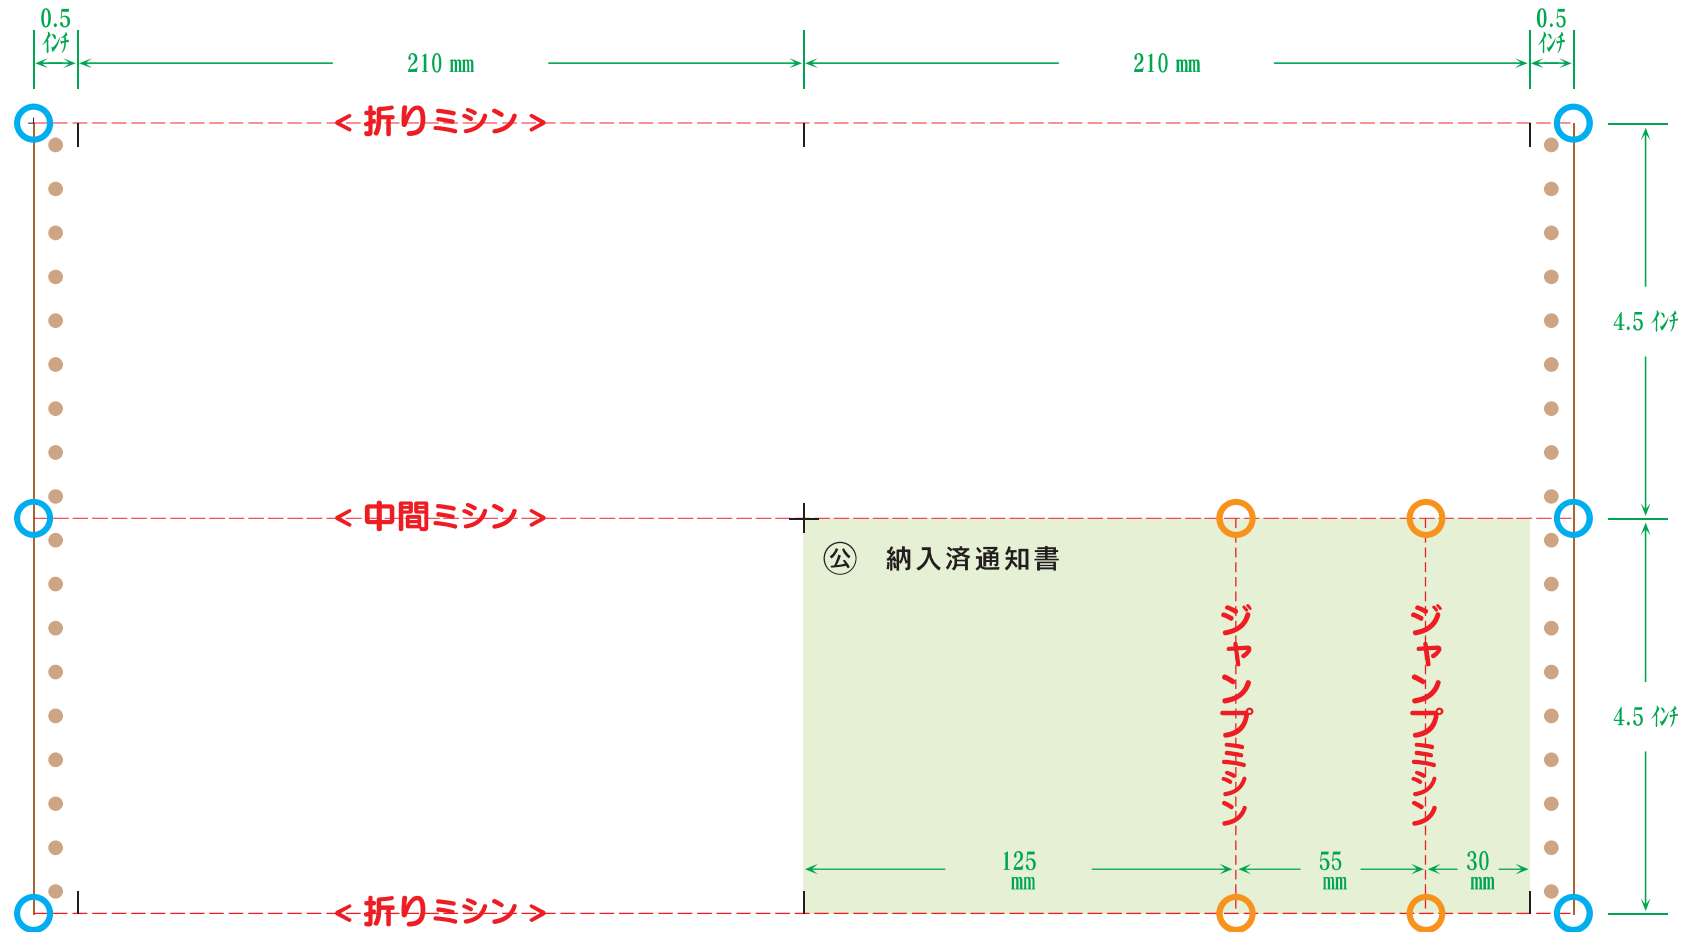 0.5
インチ
210 mm
210 mm
0.5
インチ
< 折りミシン >
4.5 インチ
< 中間ミシン >
公 納入済通知書
ジャンプミシン
ジャンプミシン
4.5 インチ
125
mm
55
mm
30
mm
< 折りミシン >